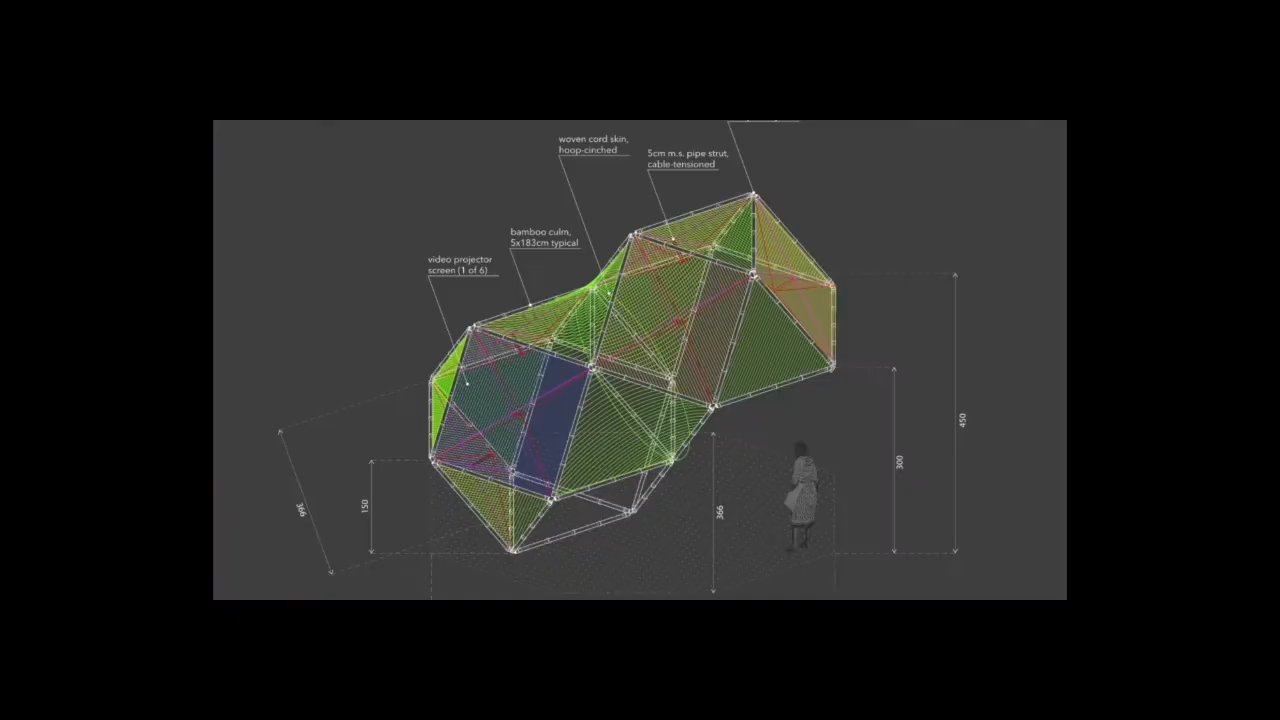 woven cord skin,
hoop-cinched
5cm m.s. pipe strut,
cable-tensioned
bamboo culm,
5x183cm typical
video projector
screen (1 of 6)
450
300
366
150
366